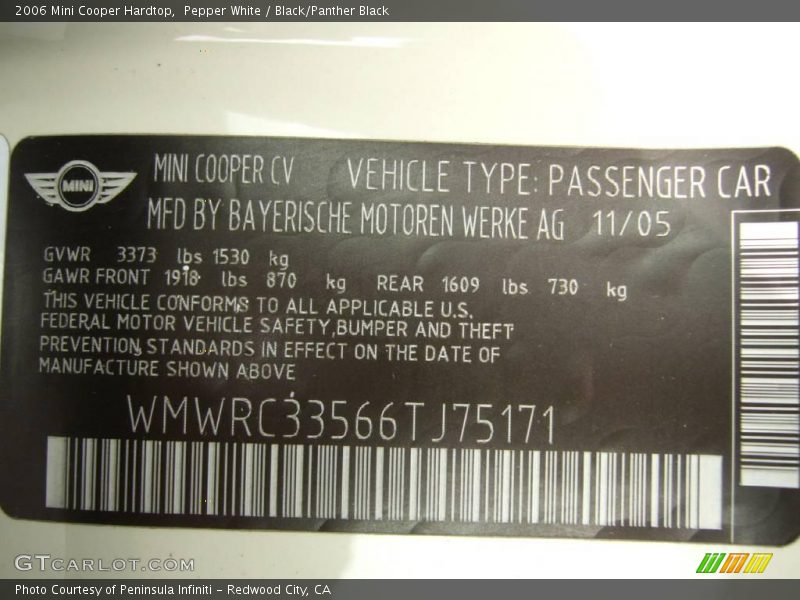 2006 Mini Cooper Hardtop,  Pepper White / Black/Panther Black
MINI
MINI COOPER CV VEHICLE TYPE: PASSENGER CAR
MFD BY BAYERISCHE MOTOREN WERKE AG 11/05
GVWR 3373 lbs 1530 kg
GAWR FRONT 1918 lbs 870 kg REAR 1609 lbs 730 kg
THIS VEHICLE CONFORMS TO ALL APPLICABLE U.S.
FEDERAL MOTOR VEHICLE SAFETY,BUMPER AND THEFT
PREVENTION STANDARDS IN EFFECT ON THE DATE OF
MANUFACTURE SHOWN ABOVE
WMWRC33566TJ75171
GTCARLOT.COM
Photo Courtesy of Peninsula Infiniti - Redwood City, CA